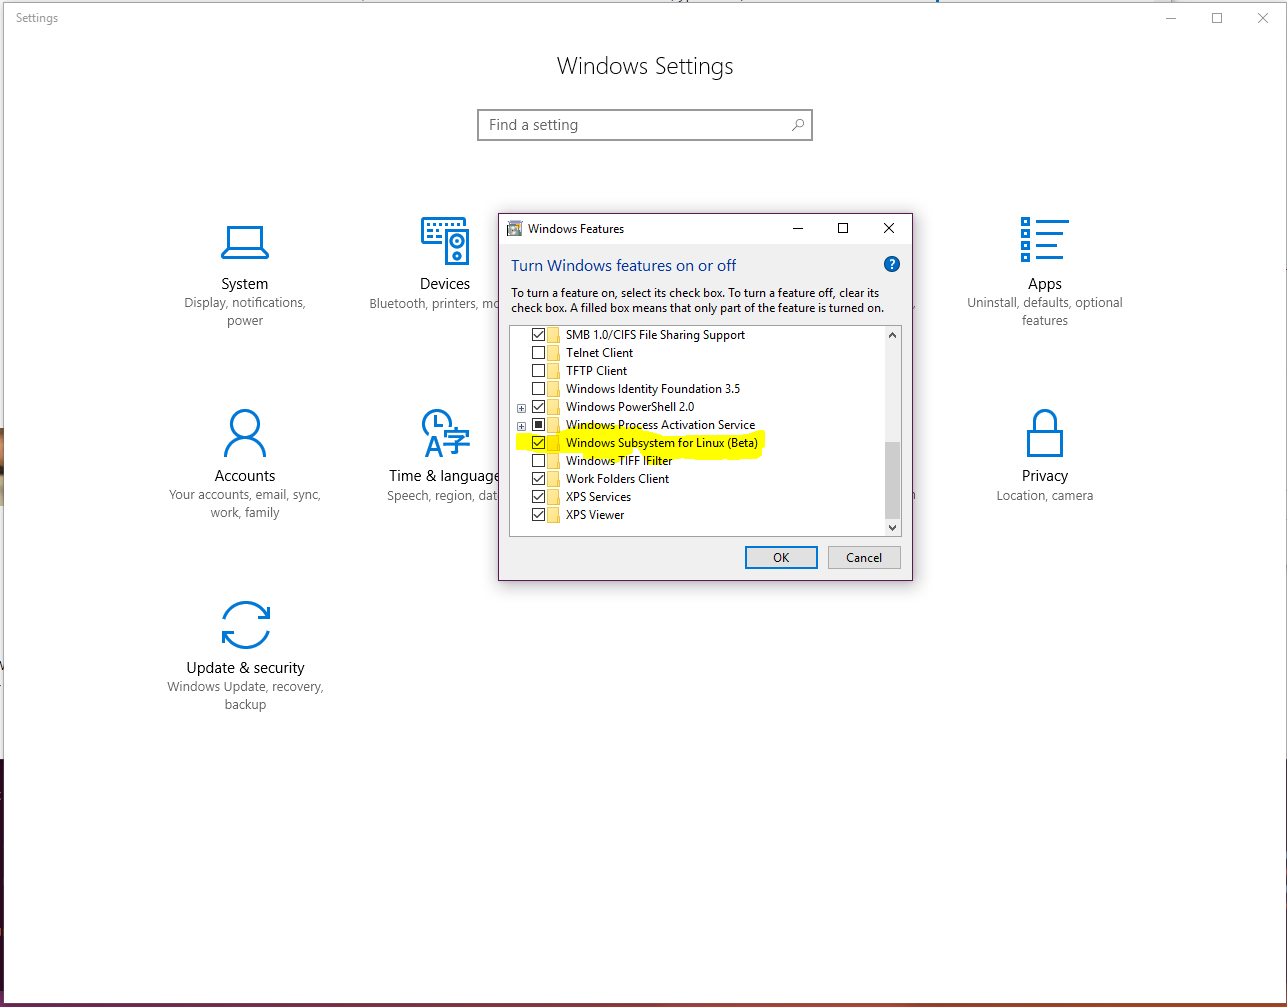 Settings
Windows Settings
Find a setting
System
Display, notifications,
power
Devices
Bluetooth, printers, mo
Apps
Uninstall, defaults, optional
features
Windows Features
Turn Windows features on or off
To turn a feature on, select its check box. To turn a feature off, clear its
check box. A filled box means that only part of the feature is turned on.
SMB 1.0/CIFS File Sharing Support
Telnet Client
TFTP Client
Windows Identity Foundation 3.5
Windows PowerShell 2.0
Windows Process Activation Service
Windows Subsystem for Linux (Beta)
Windows TIFF IFilter
Work Folders Client
XPS Services
XPS Viewer
OK
Cancel
Accounts
Your accounts, email, sync,
work, family
A字
Time & language
Speech, region, dat
Privacy
Location, camera
Update & security
Windows Update, recovery,
backup